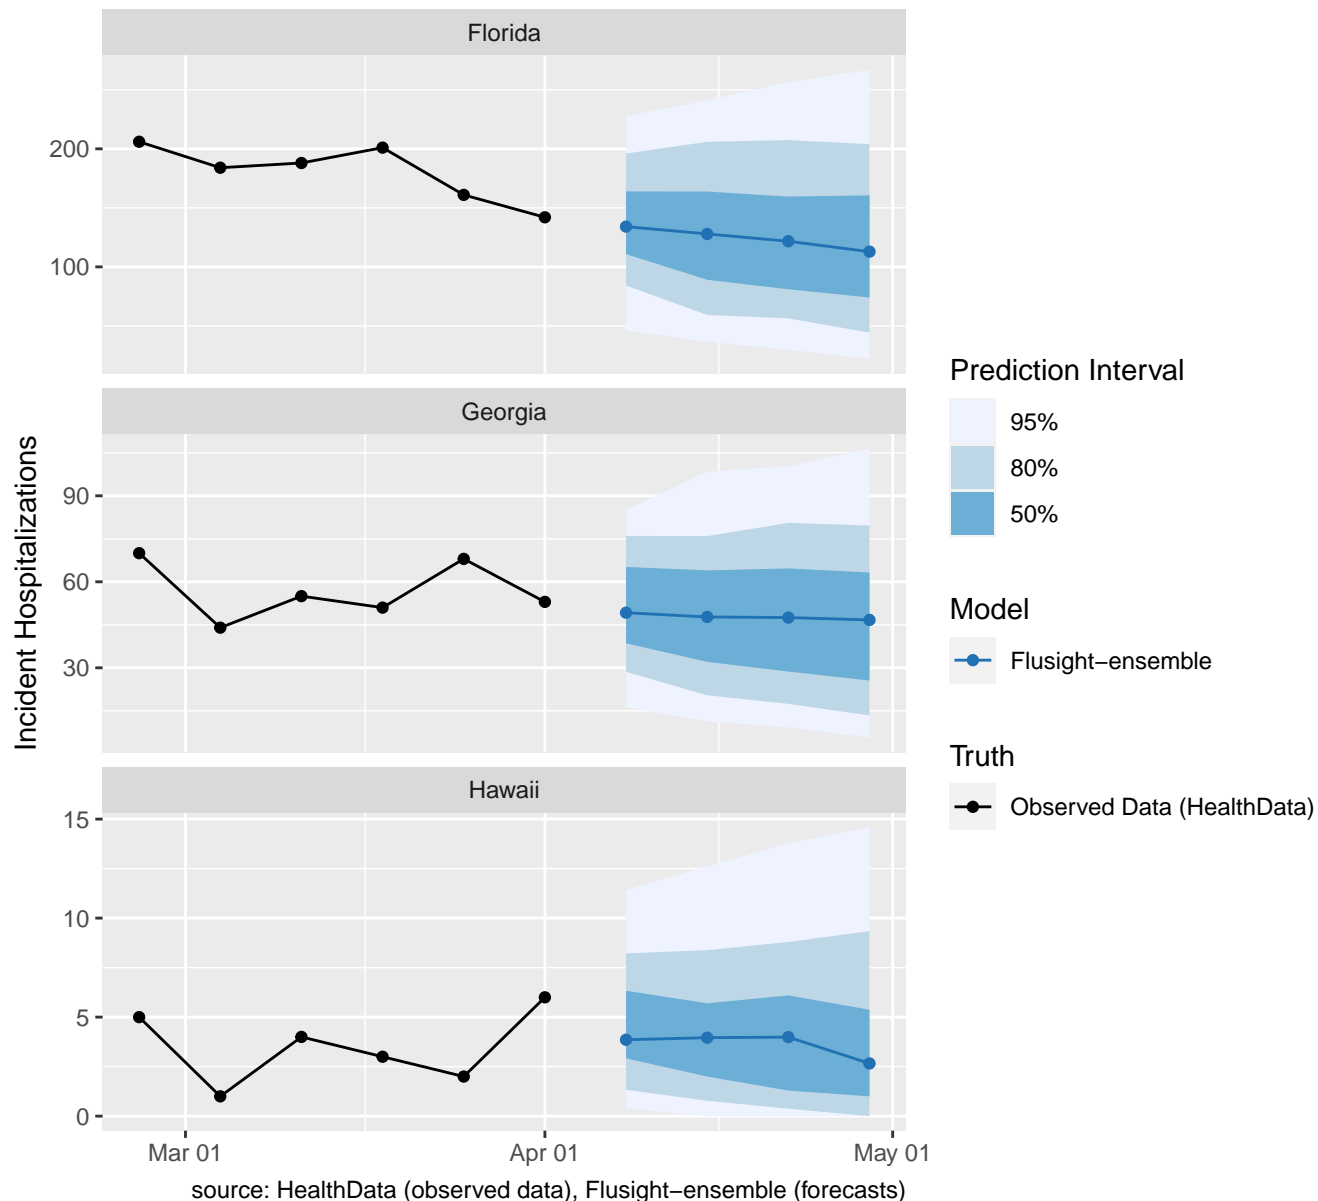 Florida
200
100
Georgia
90
60
30
Hawaii
15
10
5
0
Mar 01
Apr 01
May 01
Incident Hospitalizations
source: HealthData (observed data), Flusight−ensemble (forecasts)
Prediction Interval
95%
80%
50%
Model
Flusight−ensemble
Truth
Observed Data (HealthData)